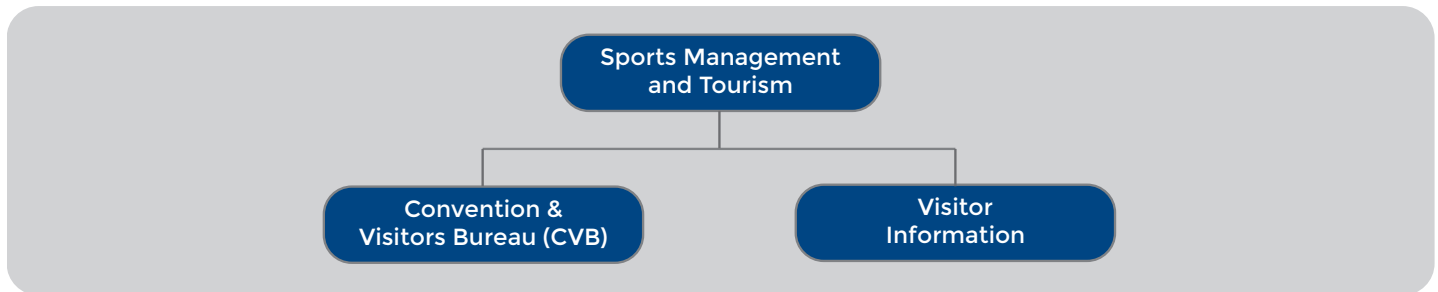 Sports Management
and Tourism
Convention &
Visitors Bureau (CVB)
Visitor
Information